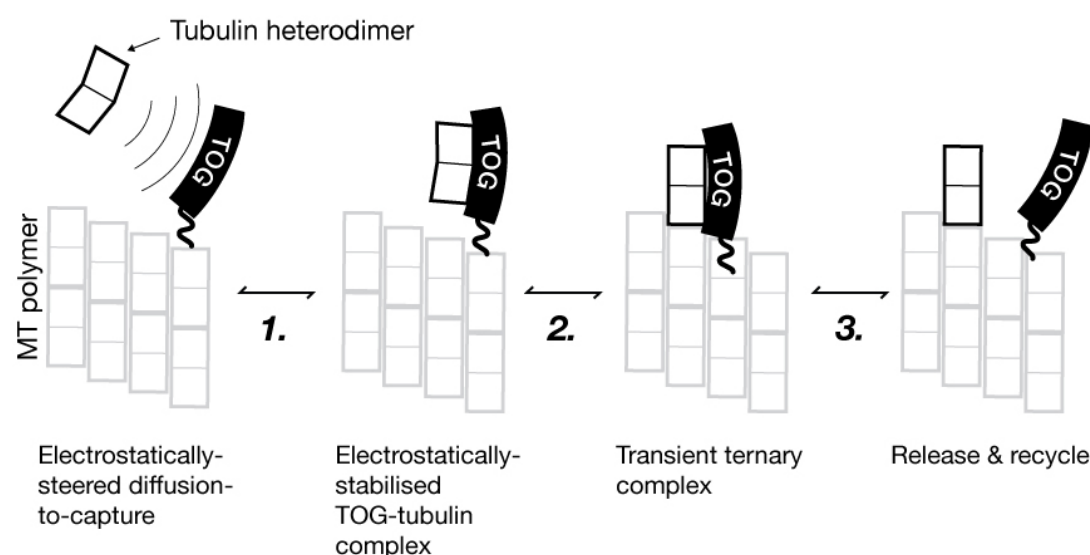 Tubulin heterodimer
TOG
TOG
TOG
TOG
MT polymer
1.
2.
3.
Electrostatically-
steered diffusion-
to-capture
Electrostatically-
stabilised
TOG-tubulin
complex
Transient ternary
complex
Release & recycle